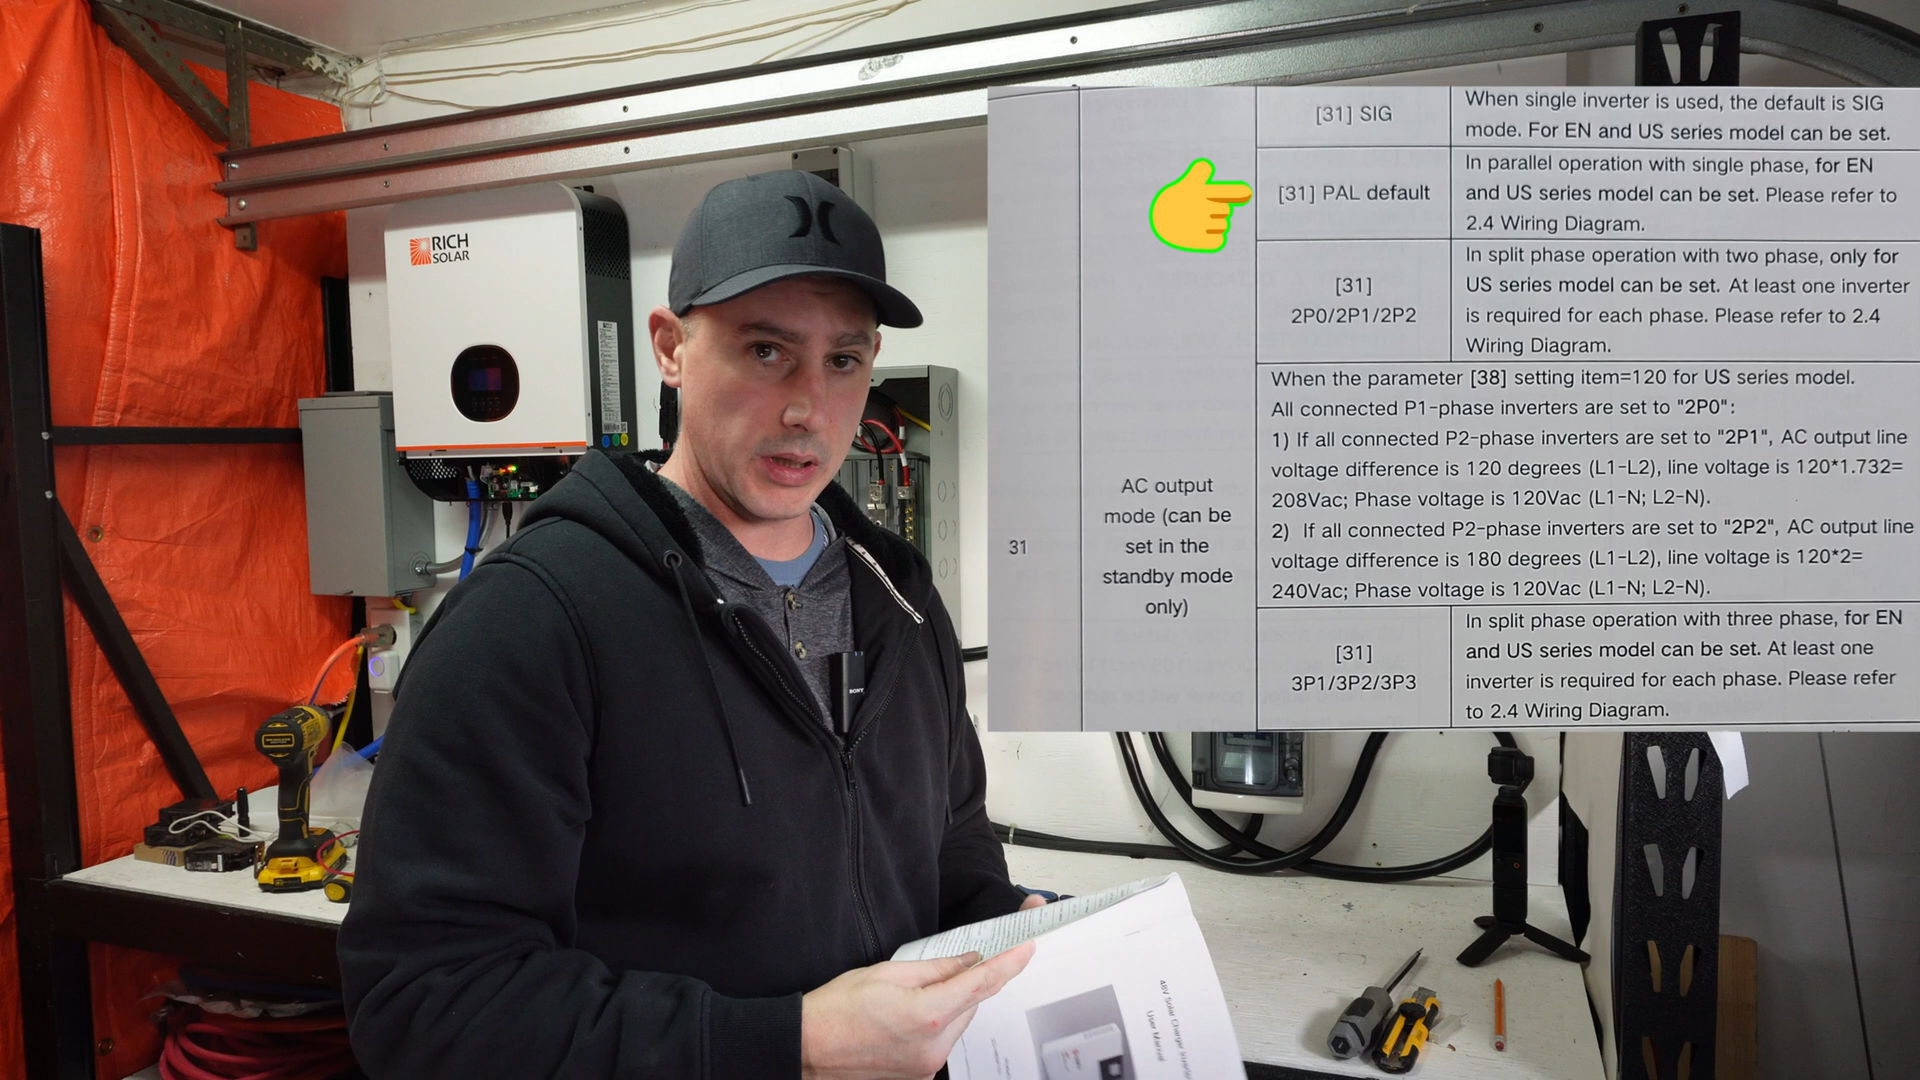 RICH
SOLAR
SONY
31
AC output
mode (can be
set in the
standby mode
only)
[31] SIG
When single inverter is used, the default is SIG
mode. For EN and US series model can be set.
[31] PAL default
In parallel operation with single phase, for EN
and US series model can be set. Please refer to
2.4 Wiring Diagram.
[31]
2P0/2P1/2P2
In split phase operation with two phase, only for
US series model can be set. At least one inverter
is required for each phase. Please refer to 2.4
Wiring Diagram.
When the parameter [38] setting item=120 for US series model.
All connected P1-phase inverters are set to "2P0":
1) If all connected P2-phase inverters are set to "2P1", AC output line
voltage difference is 120 degrees (L1-L2), line voltage is 120*1.732=
208Vac; Phase voltage is 120Vac (L1-N; L2-N).
2) If all connected P2-phase inverters are set to "2P2", AC output line
voltage difference is 180 degrees (L1-L2), line voltage is 120*2=
240Vac; Phase voltage is 120Vac (L1-N; L2-N).
[31]
3P1/3P2/3P3
In split phase operation with three phase, for EN
and US series model can be set. At least one
inverter is required for each phase. Please refer
to 2.4 Wiring Diagram.
48V Solar Charger Inverter
User Manual